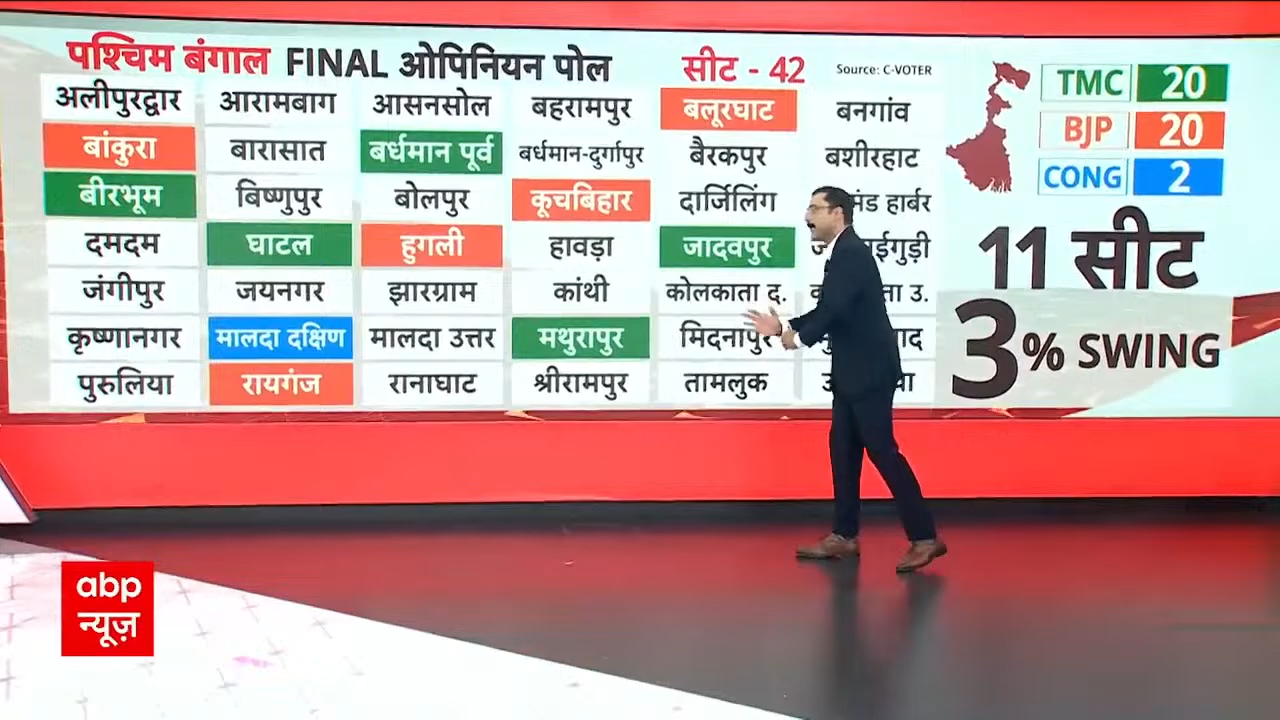 पश्चिम बंगाल FINAL ओपिनियन पोल सीट - 42 Source: C-VOTER
अलीपुरद्वार आरामबाग आसनसोल बहरामपुर बलूरघाट बनगांव
बांकुरा बारासात बर्धमान पूर्व बर्धमान-दुर्गापुर बैरकपुर बशीरहाट
बीरभूम बिष्णुपुर बोलपुर कूचबिहार दार्जिलिंग हार्बर
दमदम घाटल हुगली हावड़ा जादवपुर
जंगीपुर जयनगर झारग्राम कांथी कोलकाता द. उ.
कृष्णानगर मालदा दक्षिण मालदा उत्तर मथुरापुर मिदनापुर
पुरुलिया रायगंज रानाघाट श्रीरामपुर तामलुक
TMC 20
BJP 20
CONG 2
11 सीट
3% SWING
abp
न्यूज़